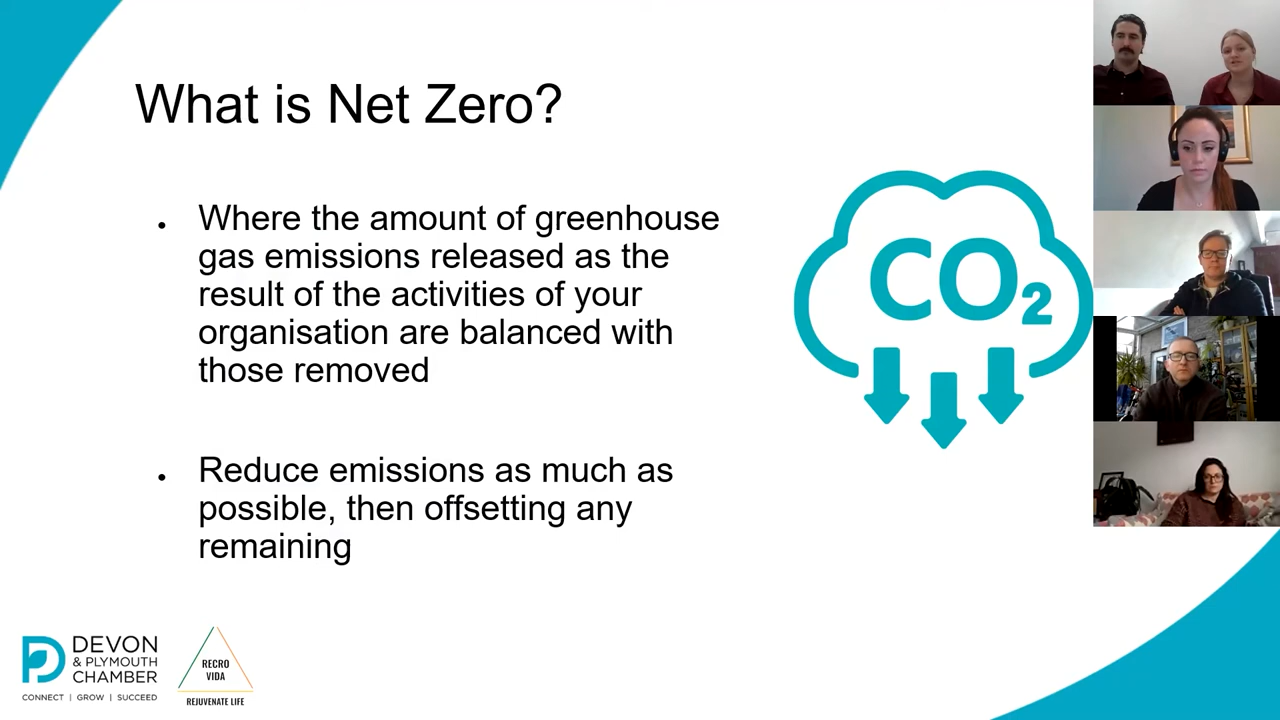 What is Net Zero?
Where the amount of greenhouse
gas emissions released as the
result of the activities of your
organisation are balanced with
those removed
Reduce emissions as much as
possible, then offsetting any
remaining
CO₂
DEVON
& PLYMOUTH
CHAMBER
CONNECT | GROW | SUCCEED
RECRO
VIDA
REJUVENATE LIFE